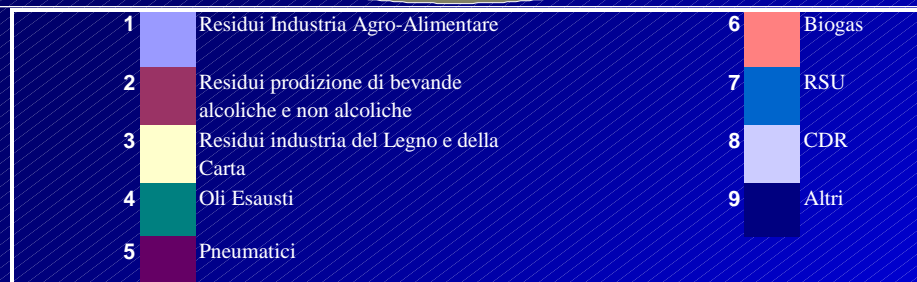 1 Residui Industria Agro-Alimentare
2 Residui prodizione di bevande
alcoliche e non alcoliche
3 Residui industria del Legno e della
Carta
4 Oli Esausti
5 Pneumatici
6 Biogas
7 RSU
8 CDR
9 Altri